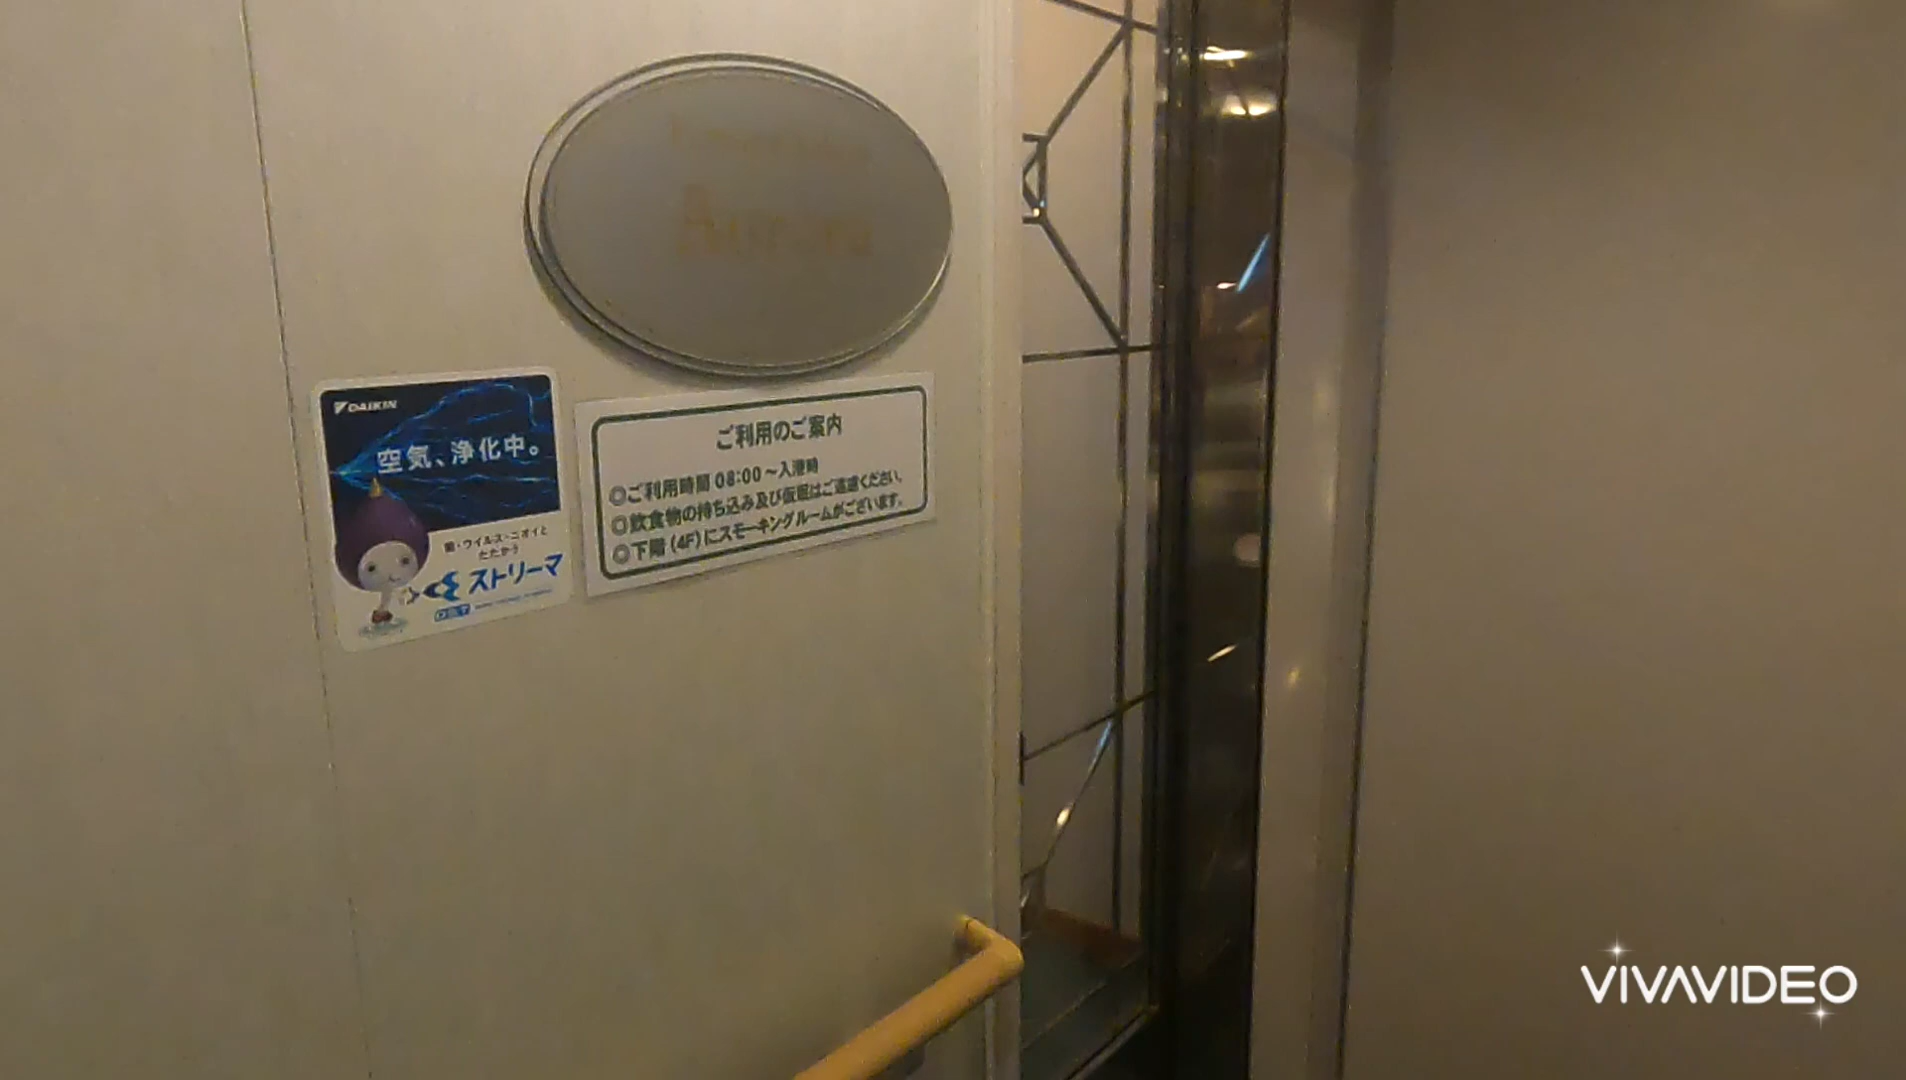 Aurora
DAIKIN
空気、浄化中。
菌・ウイルス・ニオイと
たたかう
ストリーマ
ご利用のご案内
◎ご利用時間 08:00～入港時
◎飲食物の持ち込み及び仮眠はご遠慮ください。
◎下階(4F)にスモーキングルームがございます。
VIVAVIDEO